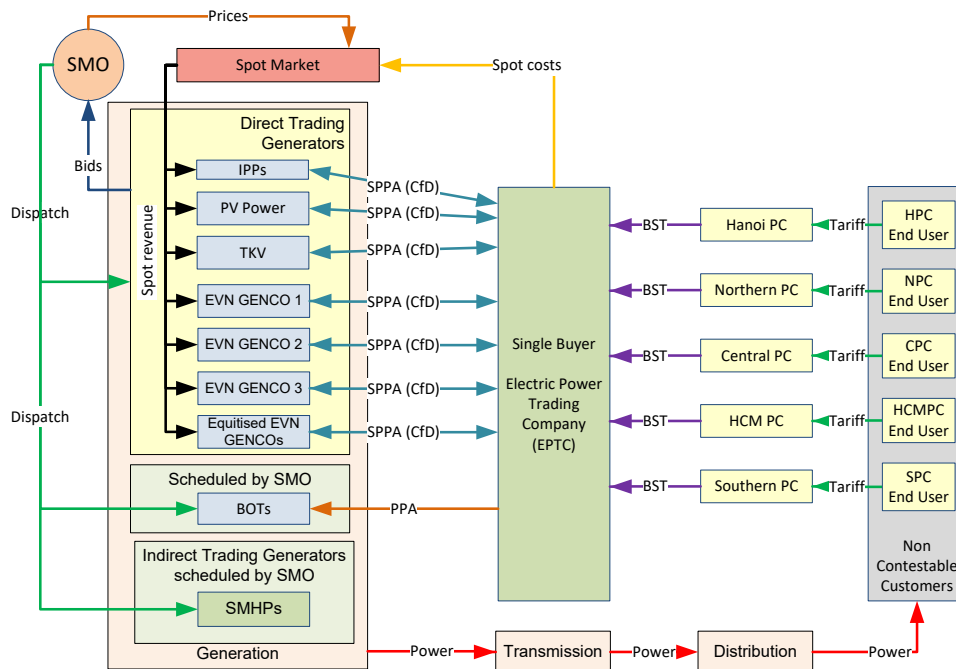 Prices
SMO
Spot Market
Spot costs
Direct Trading
Generators
Bids
Dispatch
Spot revenue
IPPs
PV Power
TKV
EVN GENCO 1
EVN GENCO 2
EVN GENCO 3
Equitised EVN
GENCOs
SPPA (CfD)
SPPA (CfD)
SPPA (CfD)
SPPA (CfD)
SPPA (CfD)
SPPA (CfD)
SPPA (CfD)
Single Buyer
Electric Power
Trading
Company
(EPTC)
BST
Hanoi PC
Tariff
HPC
End User
BST
Northern PC
Tariff
NPC
End User
BST
Central PC
Tariff
CPC
End User
BST
HCM PC
Tariff
HCMPC
End User
BST
Southern PC
Tariff
SPC
End User
Non
Contestable
Customers
Dispatch
Scheduled by SMO
BOTs
PPA
Indirect Trading Generators
scheduled by SMO
SMHPs
Generation
Power
Transmission
Power
Distribution
Power